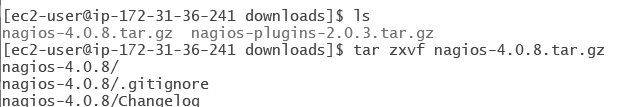 [ec2-user@ip-172-31-36-241 downloads]$ ls
nagios-4.0.8.tar.gz  nagios-plugins-2.0.3.tar.gz
[ec2-user@ip-172-31-36-241 downloads]$ tar zxvf nagios-4.0.8.tar.gz
nagios-4.0.8/
nagios-4.0.8/.gitignore
nagios-4.0.8/Changelog